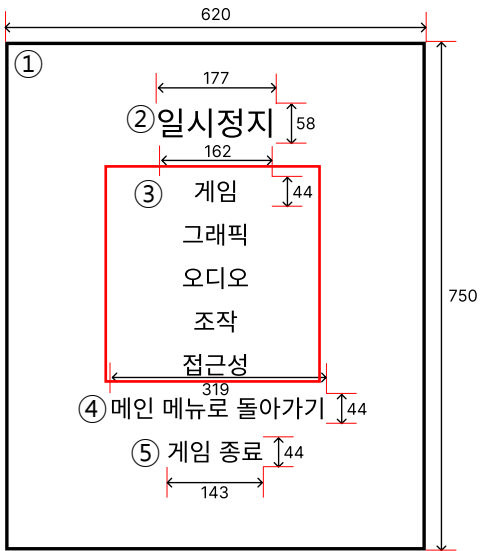 620
①
177
② 일시정지
58
162
③ 게임
44
그래픽
오디오
750
조작
접근성
319
④ 메인 메뉴로 돌아가기
44
⑤ 게임 종료
44
143